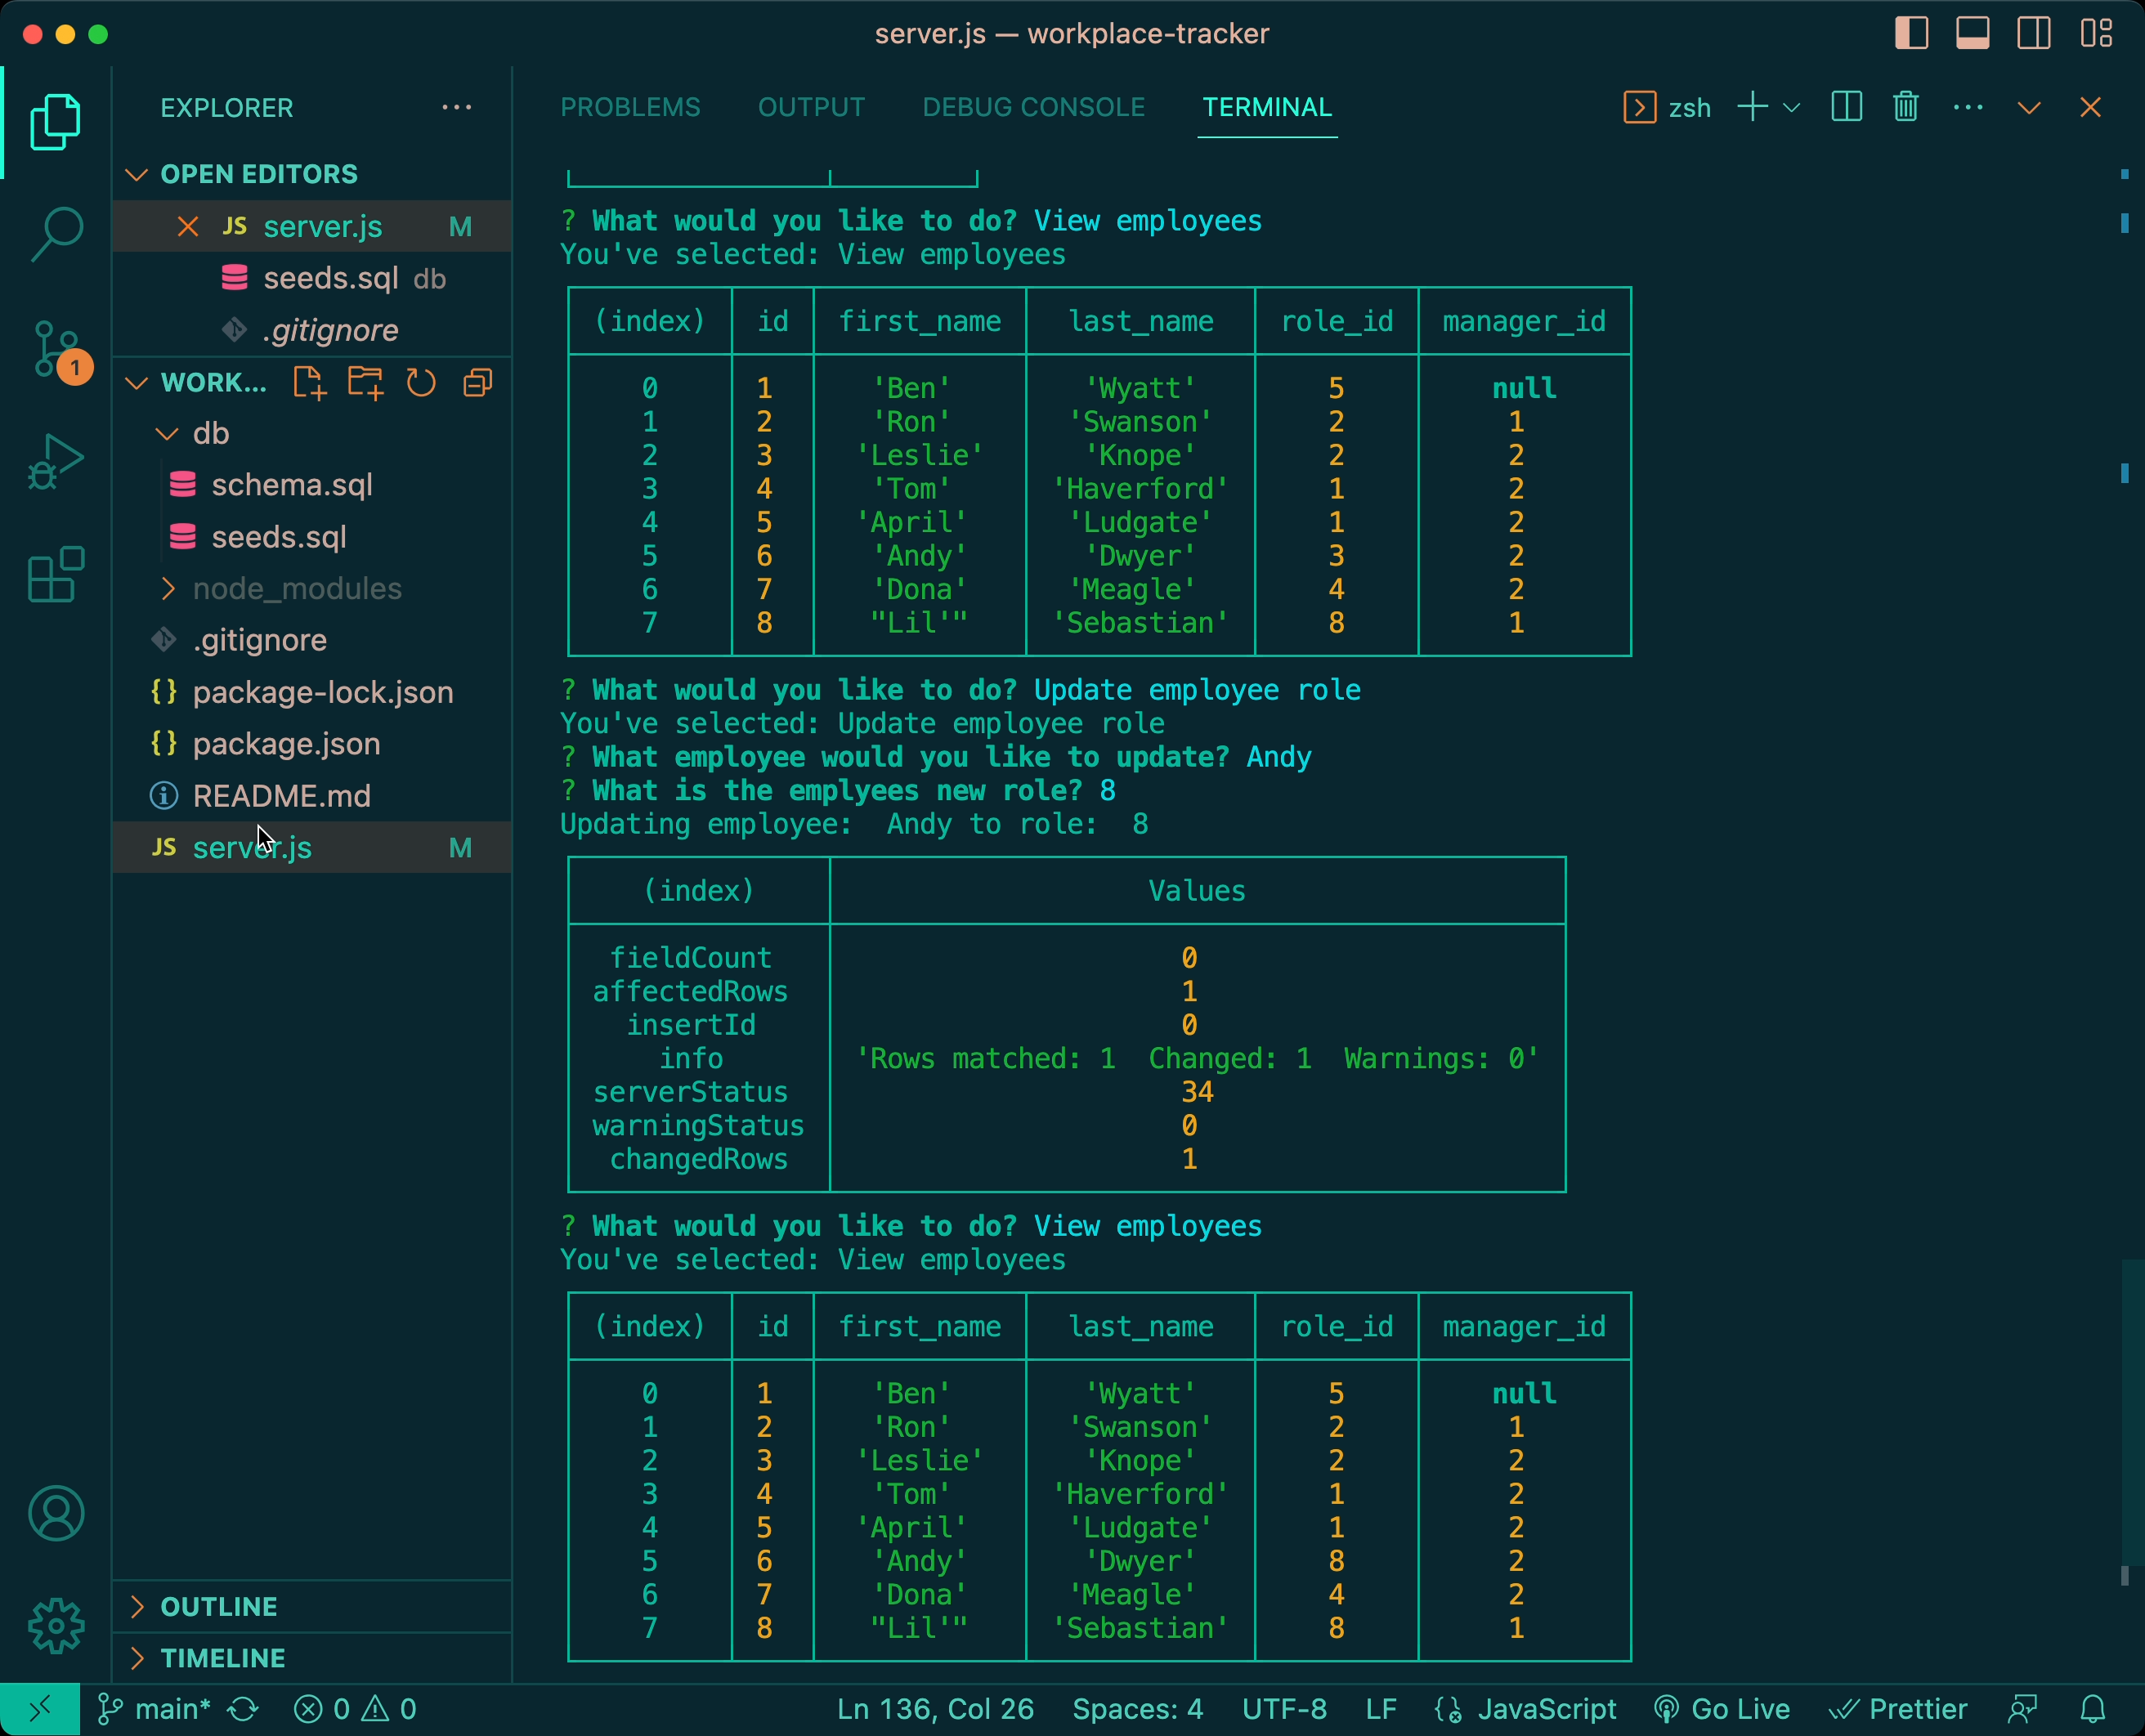 server.js — workplace-tracker
EXPLORER
OPEN EDITORS
JS server.js M
seeds.sql db
.gitignore
1
WORK...
db
schema.sql
seeds.sql
node_modules
.gitignore
{} package-lock.json
{} package.json
README.md
JS server.js M
OUTLINE
TIMELINE
PROBLEMS OUTPUT DEBUG CONSOLE TERMINAL zsh
? What would you like to do? View employees
You've selected: View employees
(index) id first_name last_name role_id manager_id
0 1 'Ben' 'Wyatt' 5 null
1 2 'Ron' 'Swanson' 2 1
2 3 'Leslie' 'Knope' 2 2
3 4 'Tom' 'Haverford' 1 2
4 5 'April' 'Ludgate' 1 2
5 6 'Andy' 'Dwyer' 3 2
6 7 'Dona' 'Meagle' 4 2
7 8 "Lil'" 'Sebastian' 8 1
? What would you like to do? Update employee role
You've selected: Update employee role
? What employee would you like to update? Andy
? What is the emplyees new role? 8
Updating employee:  Andy to role:  8
(index) Values
fieldCount 0
affectedRows 1
insertId 0
info 'Rows matched: 1  Changed: 1  Warnings: 0'
serverStatus 34
warningStatus 0
changedRows 1
? What would you like to do? View employees
You've selected: View employees
(index) id first_name last_name role_id manager_id
0 1 'Ben' 'Wyatt' 5 null
1 2 'Ron' 'Swanson' 2 1
2 3 'Leslie' 'Knope' 2 2
3 4 'Tom' 'Haverford' 1 2
4 5 'April' 'Ludgate' 1 2
5 6 'Andy' 'Dwyer' 8 2
6 7 'Dona' 'Meagle' 4 2
7 8 "Lil'" 'Sebastian' 8 1
main* 0 0 Ln 136, Col 26 Spaces: 4 UTF-8 LF JavaScript Go Live Prettier